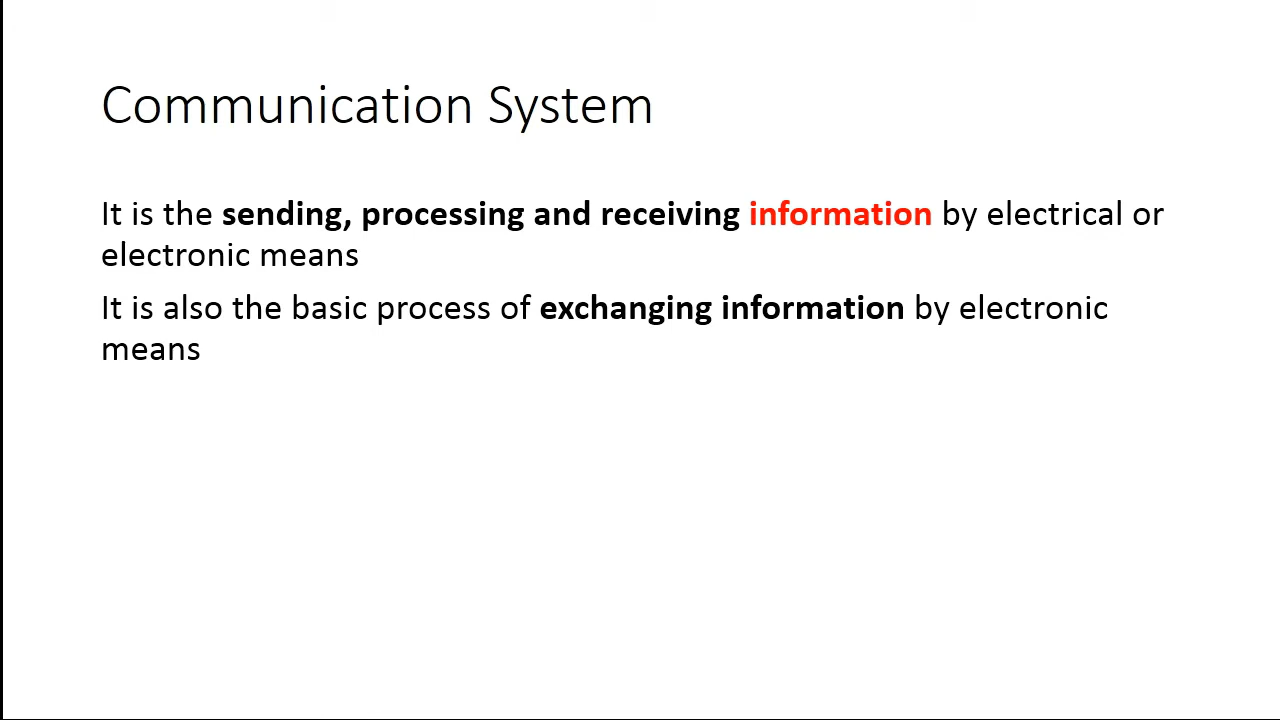 Communication System
It is the sending, processing and receiving information by electrical or
electronic means
It is also the basic process of exchanging information by electronic
means